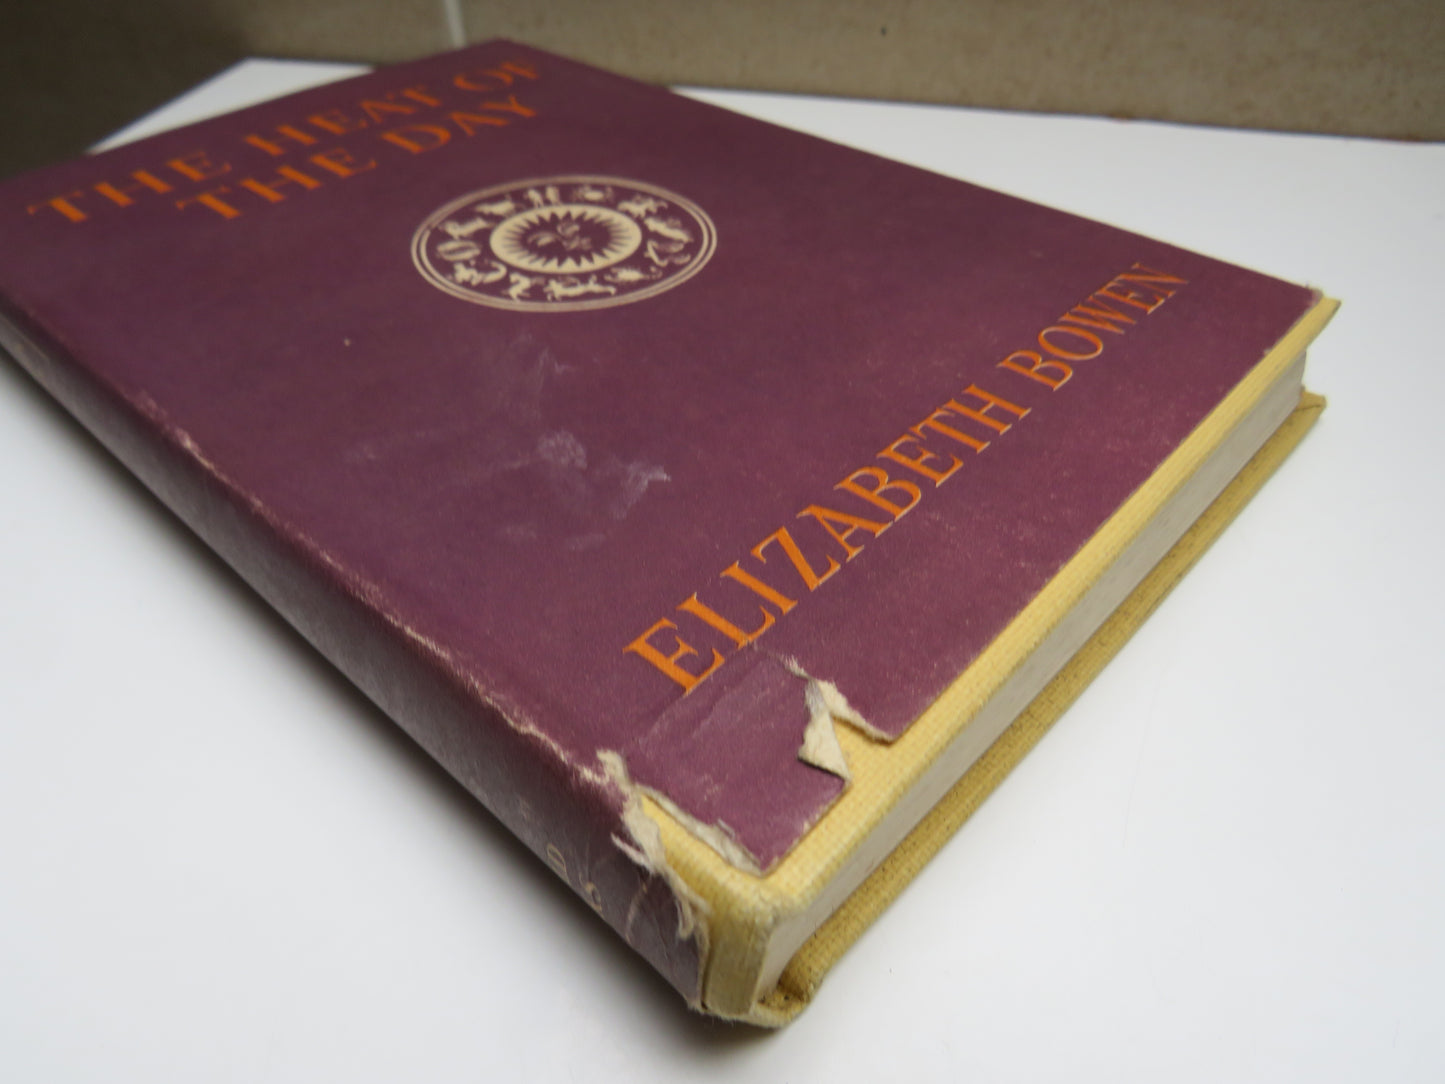 THE HEAT OF
THE DAY
ELIZABETH BOWEN